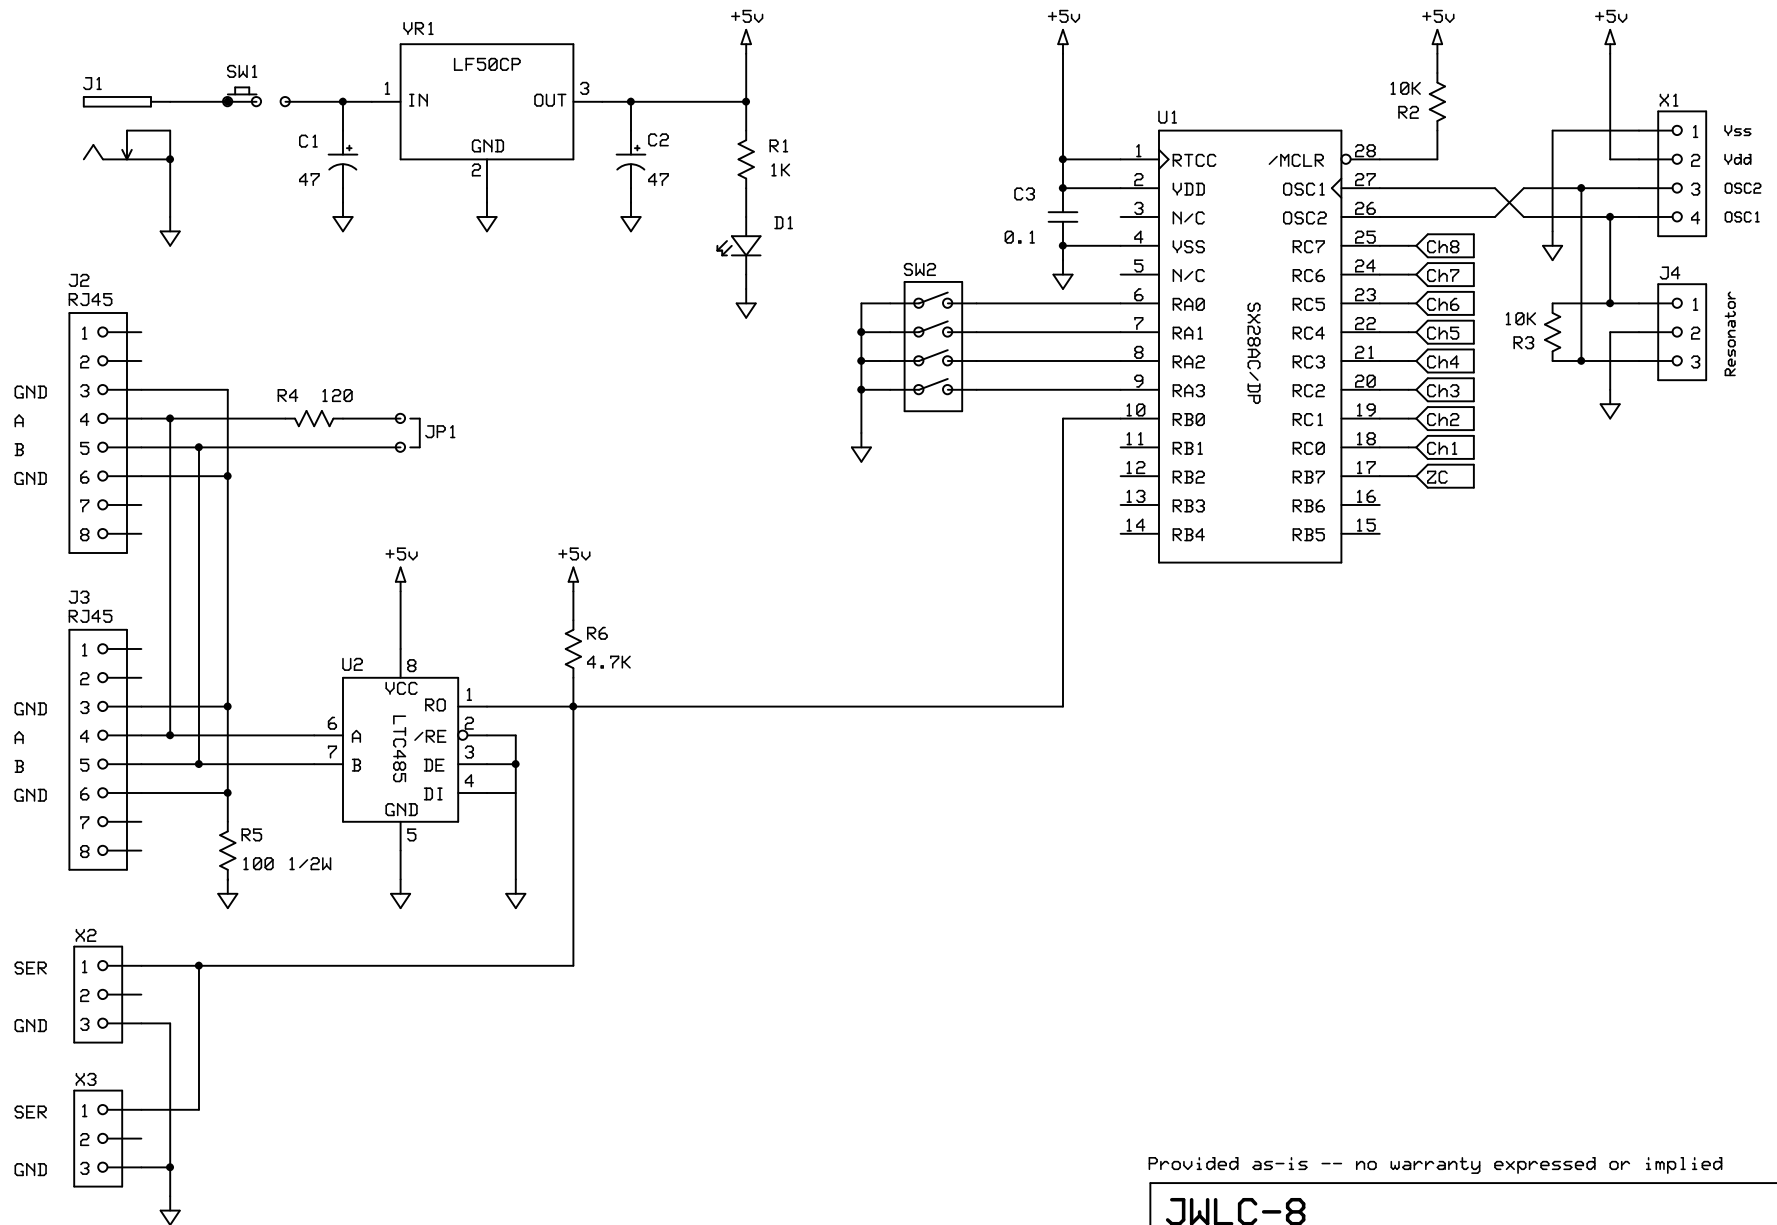 J1
SW1
VR1
LF50CP
1 IN
OUT 3
GND
2
C1
47
C2
47
+5v
R1
1K
D1
J2
RJ45
1
2
GND 3
A 4
B 5
GND 6
7
8
R4 120
JP1
J3
RJ45
1
2
GND 3
A 4
B 5
GND 6
7
8
R5
100 1/2W
+5v
U2
8
VCC
LTC485
6 A
7 B
RO 1
/RE 2
DE 3
DI 4
GND
5
+5v
R6
4.7K
X2
SER 1
2
GND 3
X3
SER 1
2
GND 3
+5v
C3
0.1
SW2
U1
SX28AC/DP
1 RTCC
2 VDD
3 N/C
4 VSS
5 N/C
6 RA0
7 RA1
8 RA2
9 RA3
10 RB0
11 RB1
12 RB2
13 RB3
14 RB4
/MCLR 28
OSC1 27
OSC2 26
RC7 25 Ch8
RC6 24 Ch7
RC5 23 Ch6
RC4 22 Ch5
RC3 21 Ch4
RC2 20 Ch3
RC1 19 Ch2
RC0 18 Ch1
RB7 17 ZC
RB6 16
RB5 15
+5v
10K
R2
+5v
X1
1 Vss
2 Vdd
3 OSC2
4 OSC1
J4
1
2
3
Resonator
10K
R3
Provided as-is -- no warranty expressed or implied
JWLC-8